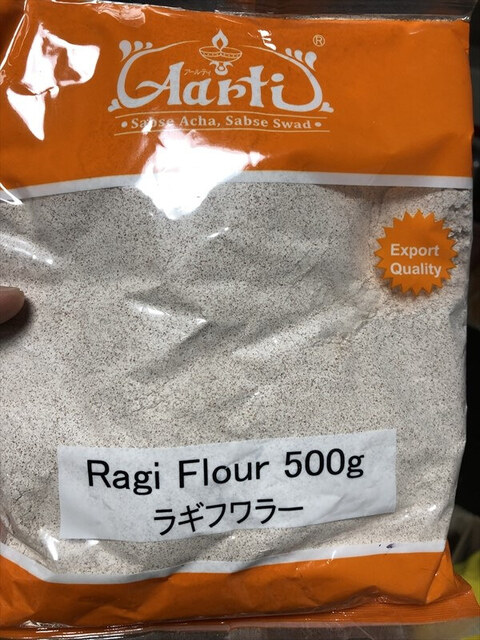 アールティ
Aarti ®
• Sabse Acha, Sabse Swad •
Export
Quality
Ragi Flour 500g
ラギフワラー